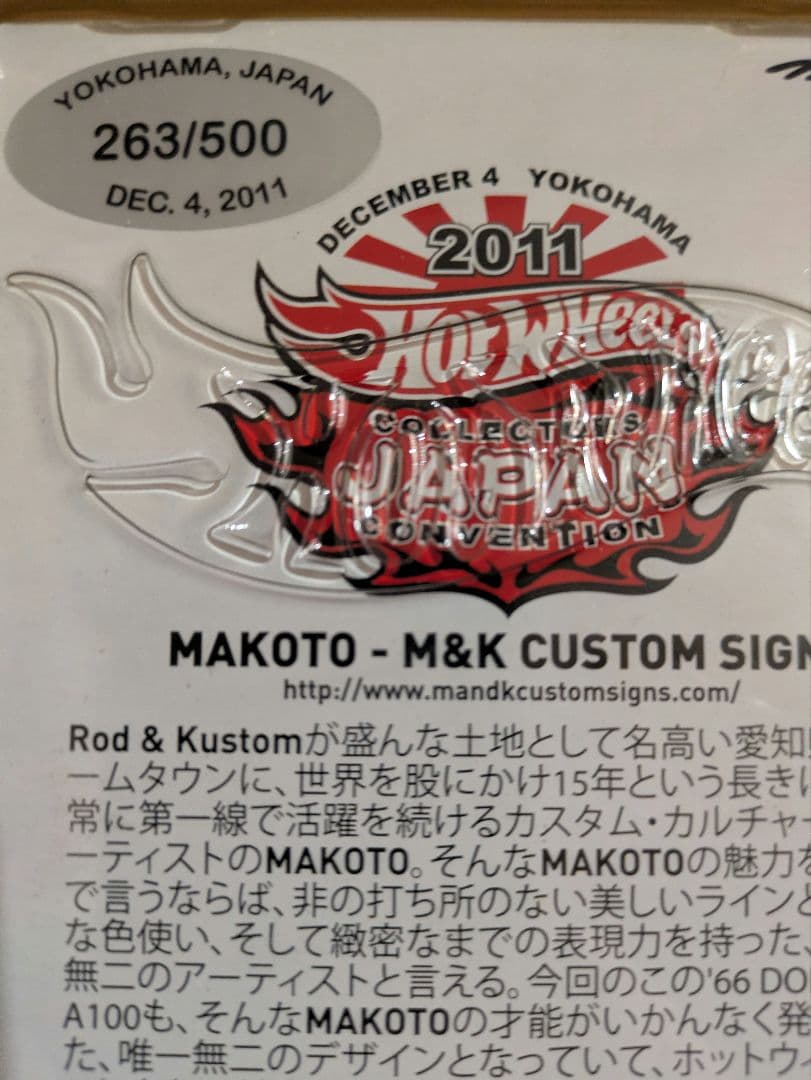 YOKOHAMA, JAPAN
263/500
DEC. 4, 2011
DECEMBER 4 YOKOHAMA
2011
HOT WHEELS
COLLECTORS
JAPAN
CONVENTION
MAKOTO - M&K CUSTOM SIGN
http://www.mandkcustomsigns.com/
Rod & Kustomが盛んな土地として名高い愛知
ームタウンに、世界を股にかけ15年という長きに
常に第一線で活躍を続けるカスタム・カルチャー
ーティストのMAKOTO。そんなMAKOTOの魅力を
で言うならば、非の打ち所のない美しいラインと
な色使い、そして緻密なまでの表現力を持った、
無二のアーティストと言える。今回のこの'66 DO
A100も、そんなMAKOTOの才能がいかんなく発
た、唯一無二のデザインとなっていて、ホットウ